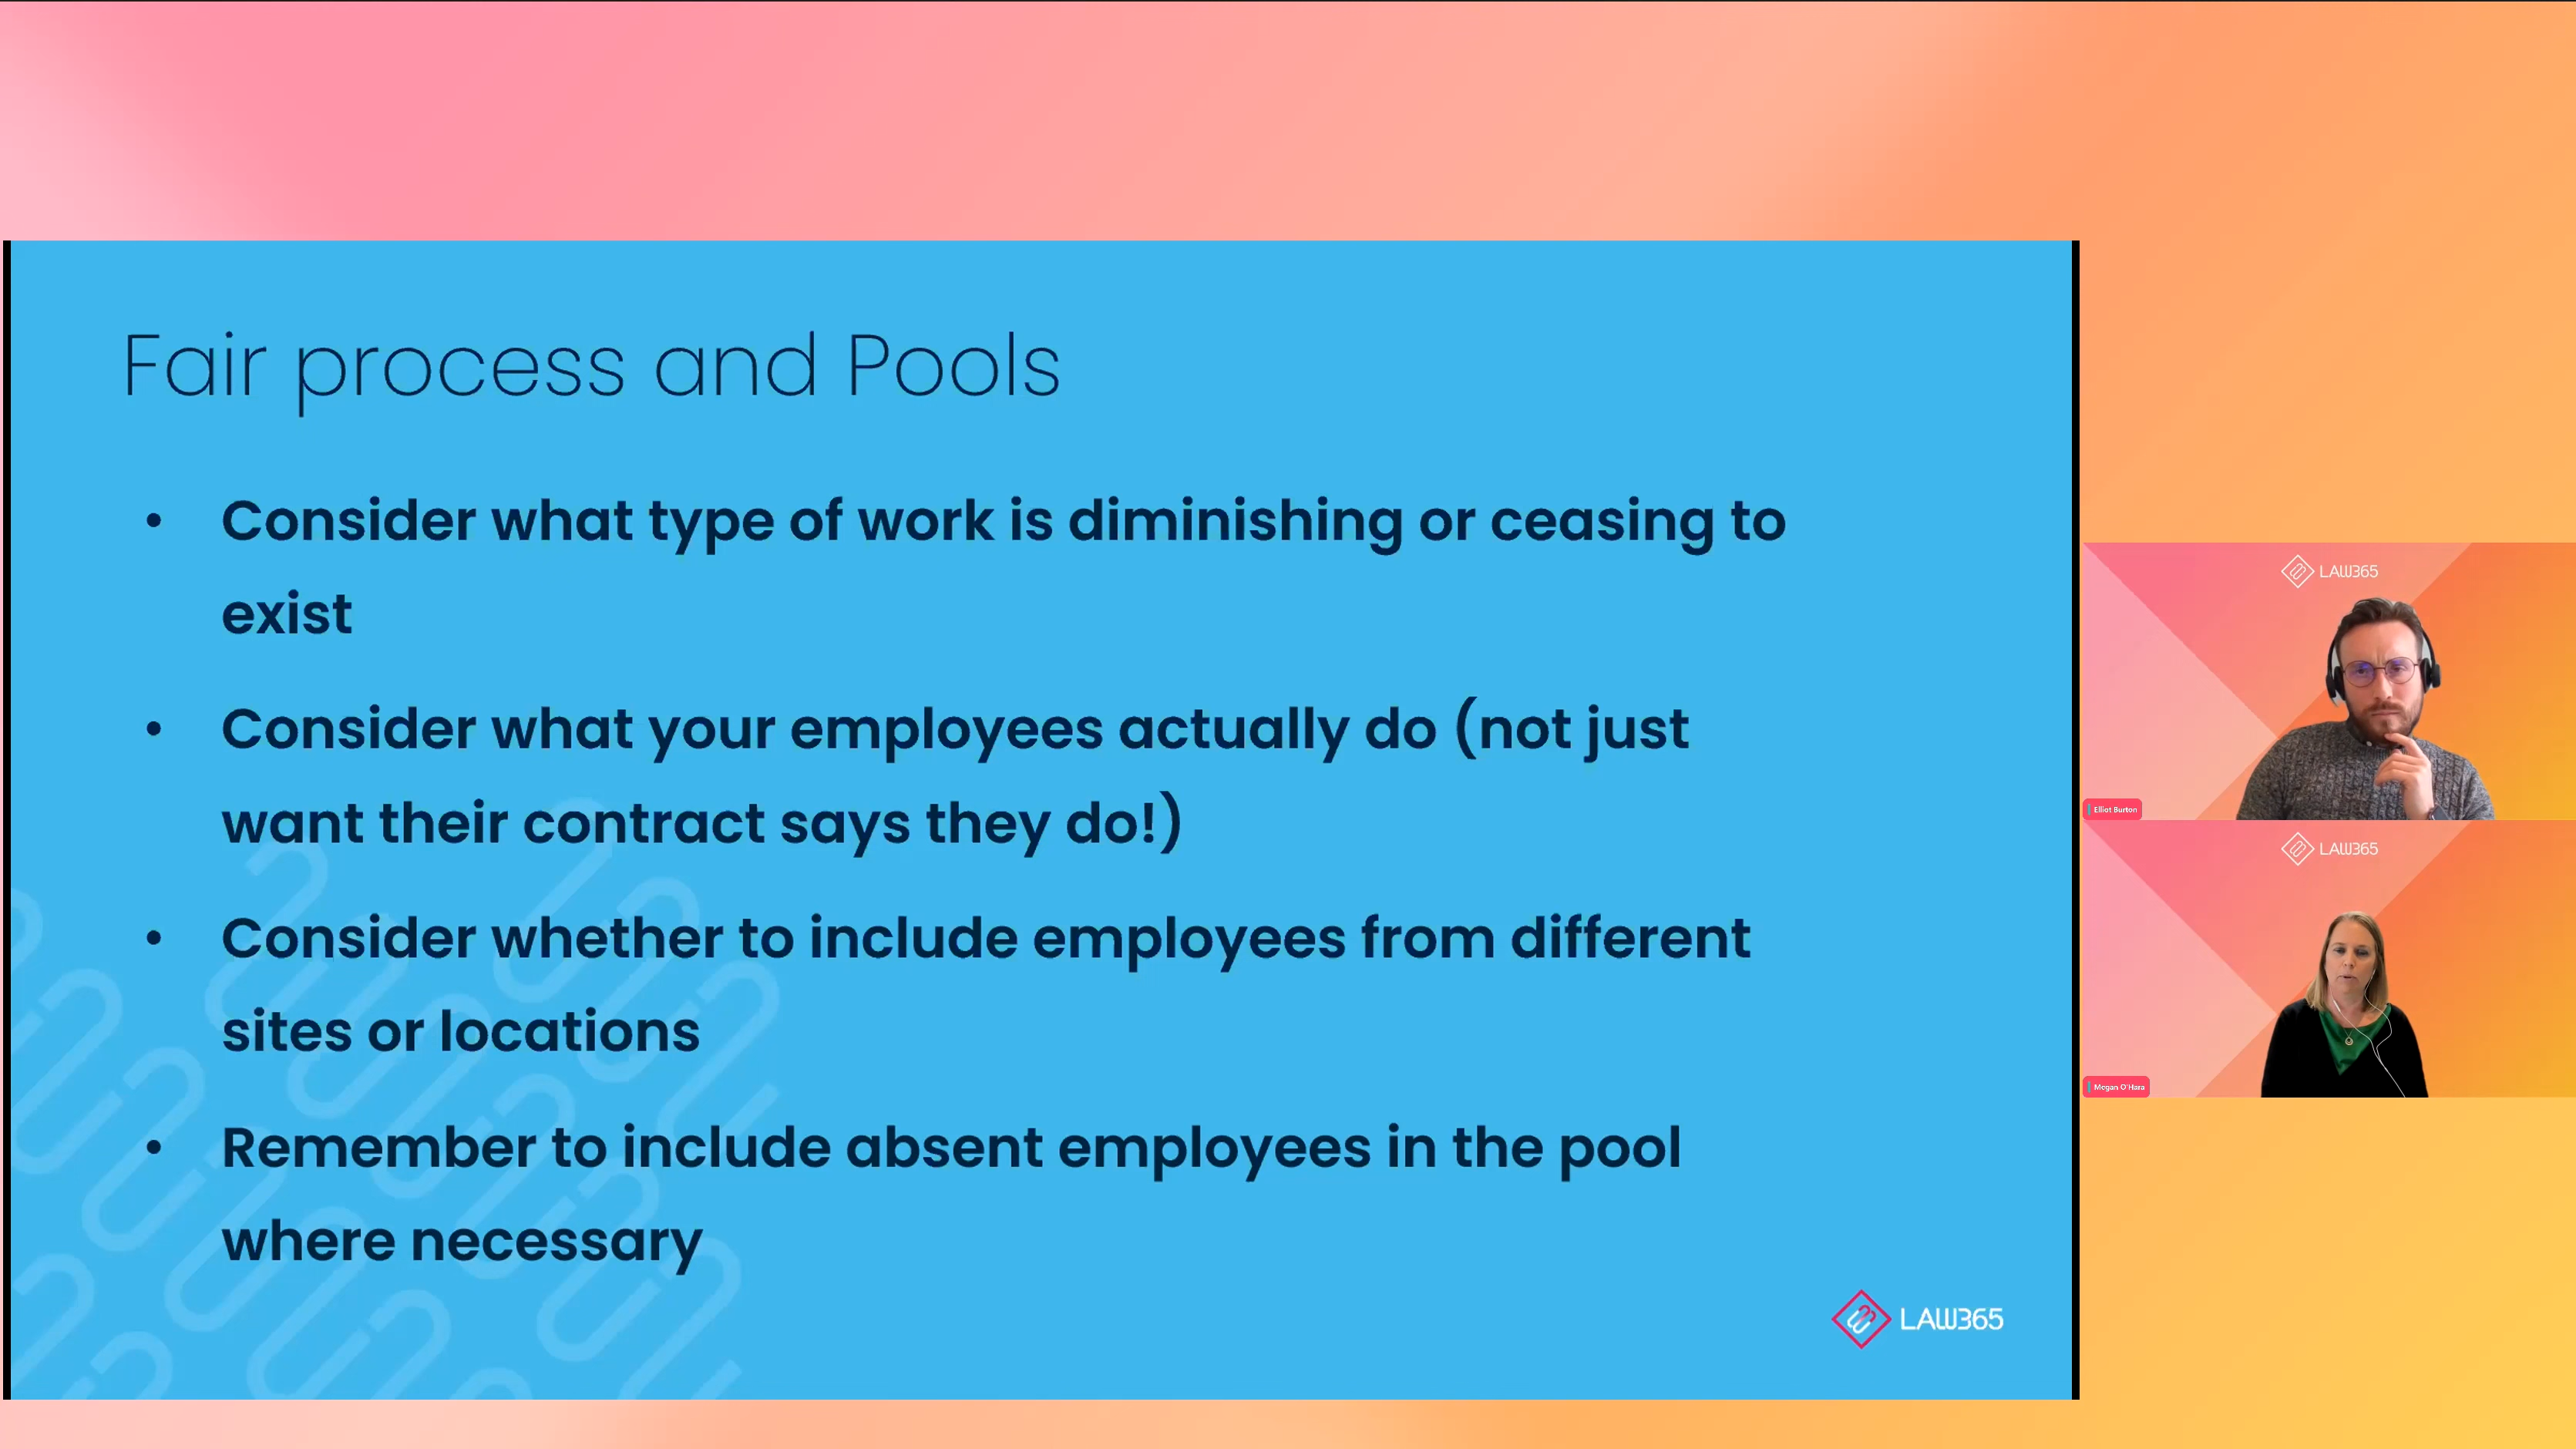 Fair process and Pools
• Consider what type of work is diminishing or ceasing to
exist
• Consider what your employees actually do (not just
want their contract says they do!)
• Consider whether to include employees from different
sites or locations
• Remember to include absent employees in the pool
where necessary
LAW365
LAW365
Elliot Burton
LAW365
Megan O'Hara